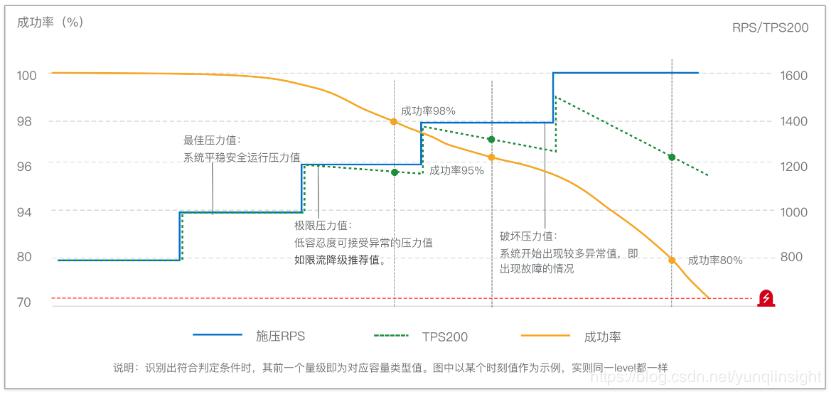 成功率（%）
RPS/TPS200
100
1600
98
成功率98%
1400
最佳压力值：
系统平稳安全运行压力值
96
成功率95%
1200
94
1000
极限压力值：
低容忍度可接受异常的压力值
如限流降级推荐值。
破坏压力值：
系统开始出现较多异常值，即
出现故障的情况
80
成功率80%
800
70
施压RPS
TPS200
成功率
说明：识别出符合判定条件时，其前一个量级即为对应容量类型值。图中以某个时刻值作为示例，实则同一level都一样
https://blog.csdn.net/yunqiinsight